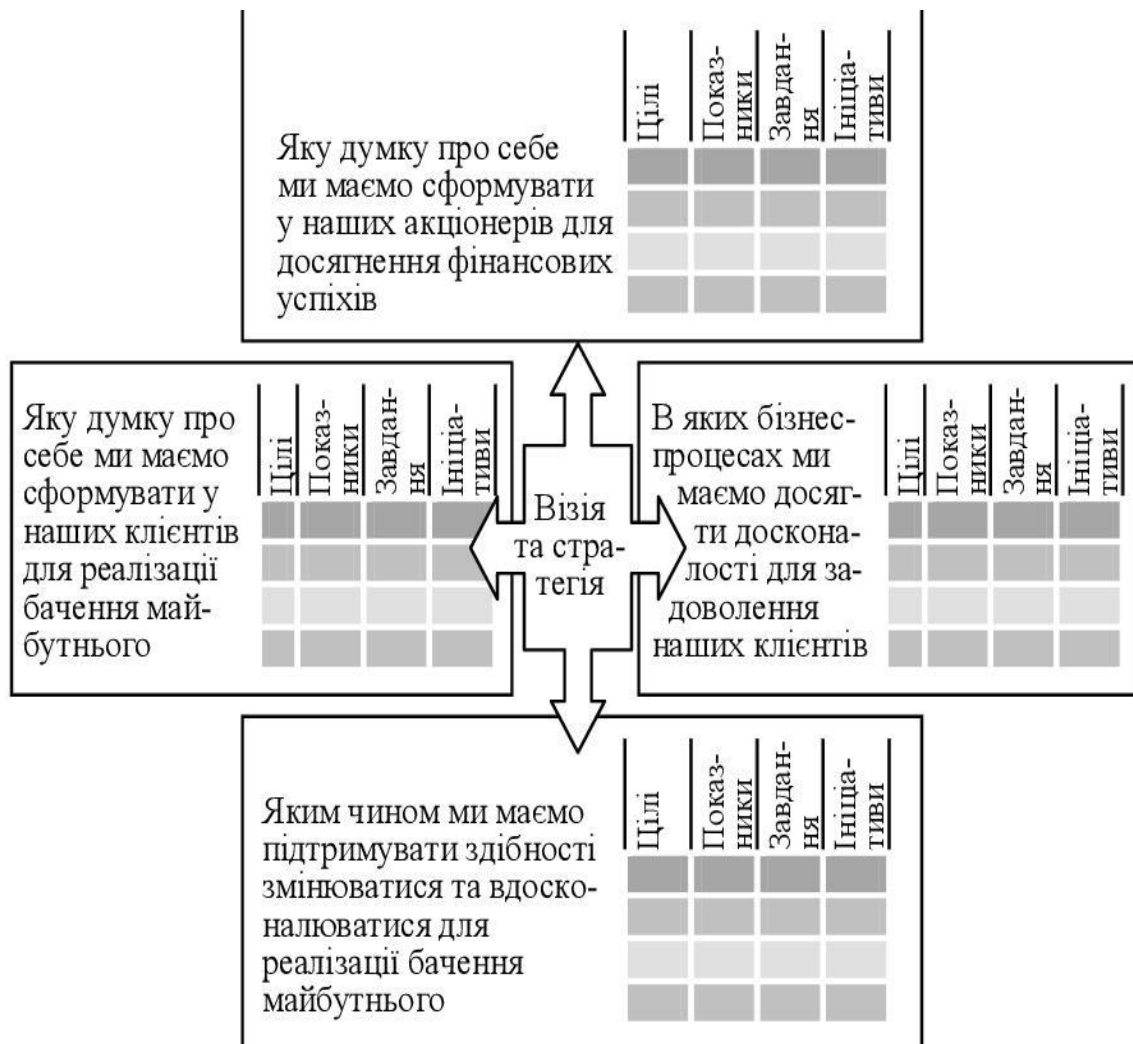 Яку думку про себе
ми маємо сформувати
у наших акціонерів для
досягнення фінансових
успіхів
Цілі
Показ-
ники
Завдан-
ня
Ініціа-
тиви
Яку думку про
себе ми маємо
сформувати у
наших клієнтів
для реалізації
бачення май-
бутнього
Цілі
Показ-
ники
Завдан-
ня
Ініціа-
тиви
Візія
та стра-
тегія
В яких бізнес-
процесах ми
маємо досяг-
ти доскона-
лості для за-
доволення
наших клієнтів
Цілі
Показ-
ники
Завдан-
ня
Ініціа-
тиви
Яким чином ми маємо
підтримувати здібності
змінюватися та вдоско-
налюватися для
реалізації бачення
майбутнього
Цілі
Показ-
ники
Завдан-
ня
Ініціа-
тиви